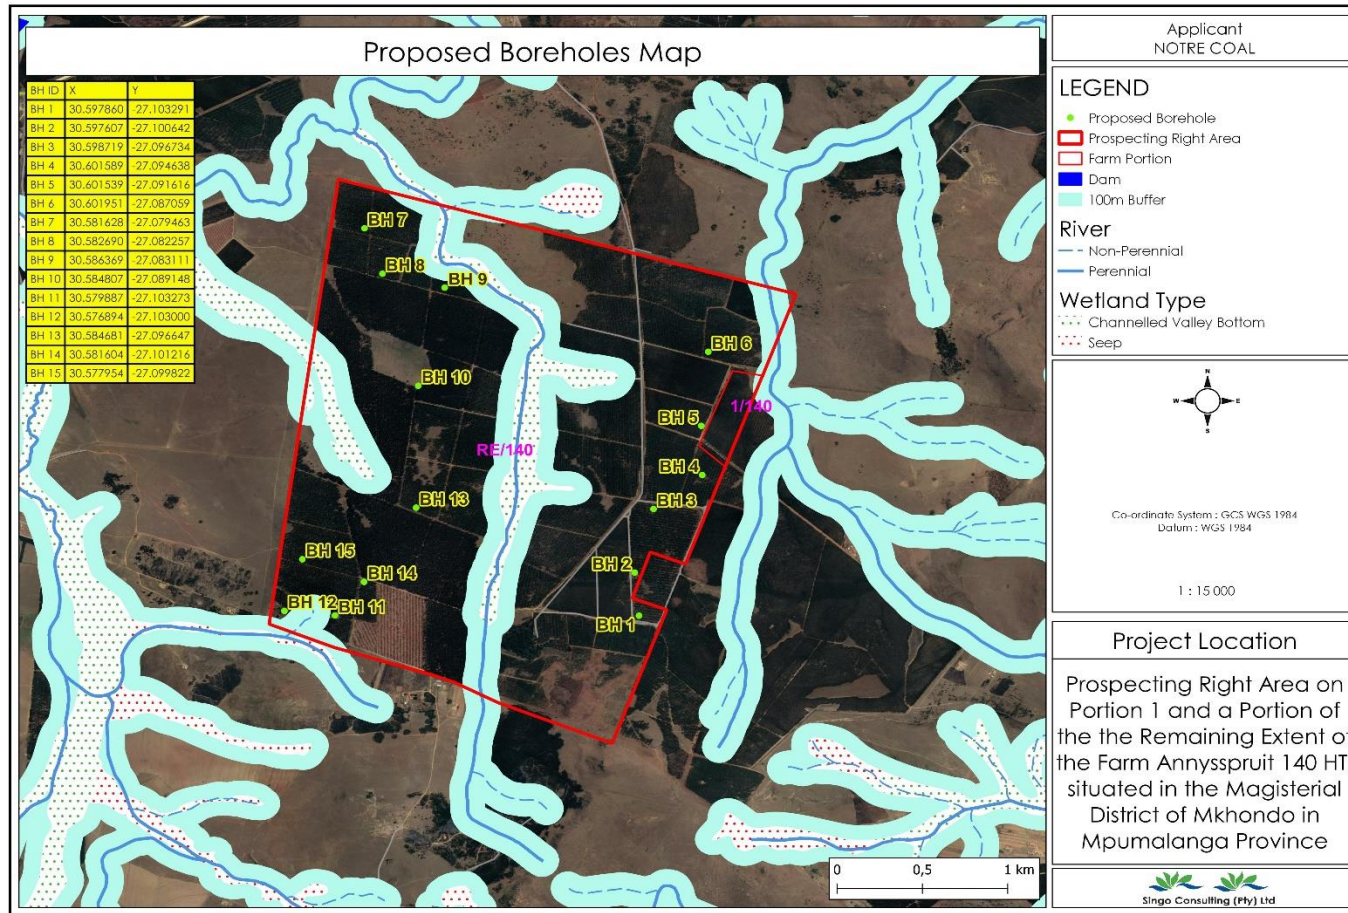 Proposed Boreholes Map
BH ID X Y
BH 1 30.597860 -27.103291
BH 2 30.597607 -27.100642
BH 3 30.598719 -27.096734
BH 4 30.601589 -27.094638
BH 5 30.601539 -27.091616
BH 6 30.601951 -27.087059
BH 7 30.581628 -27.079463
BH 8 30.582690 -27.082257
BH 9 30.586369 -27.083111
BH 10 30.584807 -27.089148
BH 11 30.579887 -27.103273
BH 12 30.576894 -27.103000
BH 13 30.584681 -27.096647
BH 14 30.581604 -27.101216
BH 15 30.577954 -27.099822
BH 7
BH 8
BH 9
BH 6
BH 10
1/140
BH 5
RE/140
BH 4
BH 3
BH 13
BH 15
BH 2
BH 14
BH 12
BH 11
BH 1
0 0,5 1 km
Applicant
NOTRE COAL
LEGEND
Proposed Borehole
Prospecting Right Area
Farm Portion
Dam
100m Buffer
River
Non-Perennial
Perennial
Wetland Type
Channelled Valley Bottom
Seep
N
W E
S
Co-ordinate System : GCS WGS 1984
Datum : WGS 1984
1 : 15 000
Project Location
Prospecting Right Area on
Portion 1 and a Portion of
the the Remaining Extent of
the Farm Annysspruit 140 HT
situated in the Magisterial
District of Mkhondo in
Mpumalanga Province
Singo Consulting (Pty) Ltd